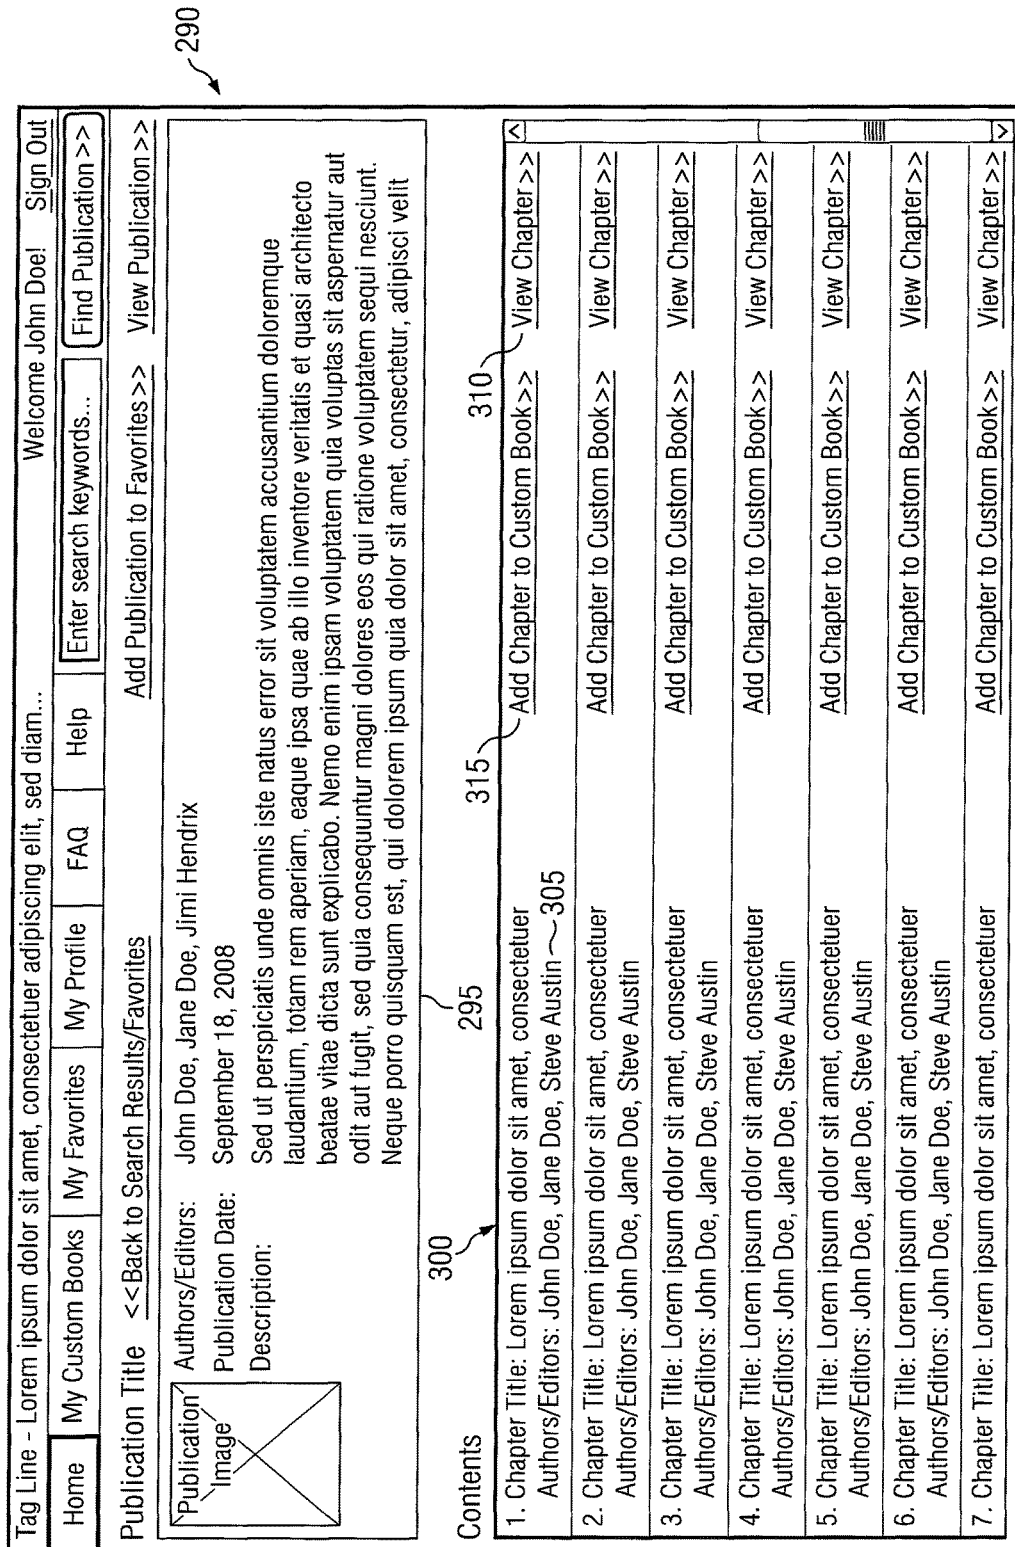 290
Tag Line - Lorem ipsum dolor sit amet, consectetuer adipiscing elit, sed diam... Welcome John Doe! Sign Out
Home My Custom Books My Favorites My Profile FAQ Help Enter search keywords... Find Publication >>
Publication Title <<Back to Search Results/Favorites Add Publication to Favorites>> View Publication>>
Publication Image
Authors/Editors: John Doe, Jane Doe, Jimi Hendrix
Publication Date: September 18, 2008
Description: Sed ut perspiciatis unde omnis iste natus error sit voluptatem accusantium doloremque
laudantium, totam rem aperiam, eaque ipsa quae ab illo inventore veritatis et quasi architecto
beatae vitae dicta sunt explicabo. Nemo enim ipsam voluptatem quia voluptas sit aspernatur aut
odit aut fugit, sed quia consequuntur magni dolores eos qui ratione voluptatem sequi nesciunt.
Neque porro quisquam est, qui dolorem ipsum quia dolor sit amet, consectetur, adipisci velit
295
Contents
300
315
310
1. Chapter Title: Lorem ipsum dolor sit amet, consectetuer Add Chapter to Custom Book>> View Chapter>>
Authors/Editors: John Doe, Jane Doe, Steve Austin 305
2. Chapter Title: Lorem ipsum dolor sit amet, consectetuer Add Chapter to Custom Book>> View Chapter>>
Authors/Editors: John Doe, Jane Doe, Steve Austin
3. Chapter Title: Lorem ipsum dolor sit amet, consectetuer Add Chapter to Custom Book>> View Chapter>>
Authors/Editors: John Doe, Jane Doe, Steve Austin
4. Chapter Title: Lorem ipsum dolor sit amet, consectetuer Add Chapter to Custom Book>> View Chapter>>
Authors/Editors: John Doe, Jane Doe, Steve Austin
5. Chapter Title: Lorem ipsum dolor sit amet, consectetuer Add Chapter to Custom Book>> View Chapter>>
Authors/Editors: John Doe, Jane Doe, Steve Austin
6. Chapter Title: Lorem ipsum dolor sit amet, consectetuer Add Chapter to Custom Book>> View Chapter>>
Authors/Editors: John Doe, Jane Doe, Steve Austin
7. Chapter Title: Lorem ipsum dolor sit amet, consectetuer Add Chapter to Custom Book>> View Chapter>>